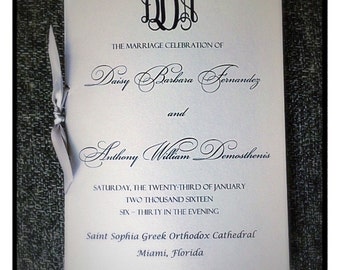 DDA
THE MARRIAGE CELEBRATION OF
Daisy Barbara Fernandez
and
Anthony William Demosthenis
SATURDAY, THE TWENTY-THIRD OF JANUARY
TWO THOUSAND SIXTEEN
SIX – THIRTY IN THE EVENING
Saint Sophia Greek Orthodox Cathedral
Miami, Florida